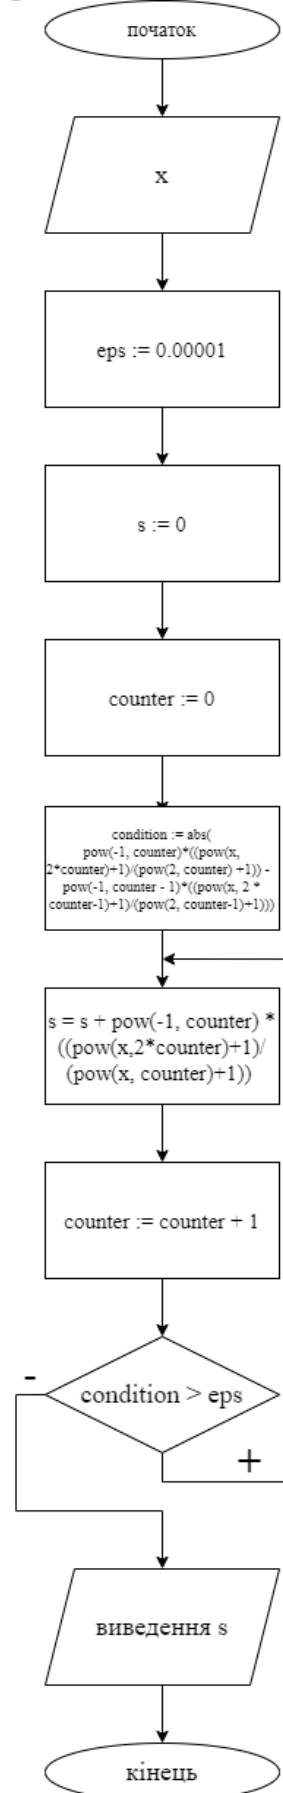 початок
x
eps := 0.00001
s := 0
counter := 0
condition := abs(
pow(-1, counter)*((pow(x,
2*counter)+1)/(pow(2, counter) +1)) -
pow(-1, counter - 1)*((pow(x, 2 *
counter-1)+1)/(pow(2, counter-1)+1)))
s = s + pow(-1, counter) *
((pow(x,2*counter)+1)/
(pow(x, counter)+1))
counter := counter + 1
-
condition > eps
+
виведення s
кінець